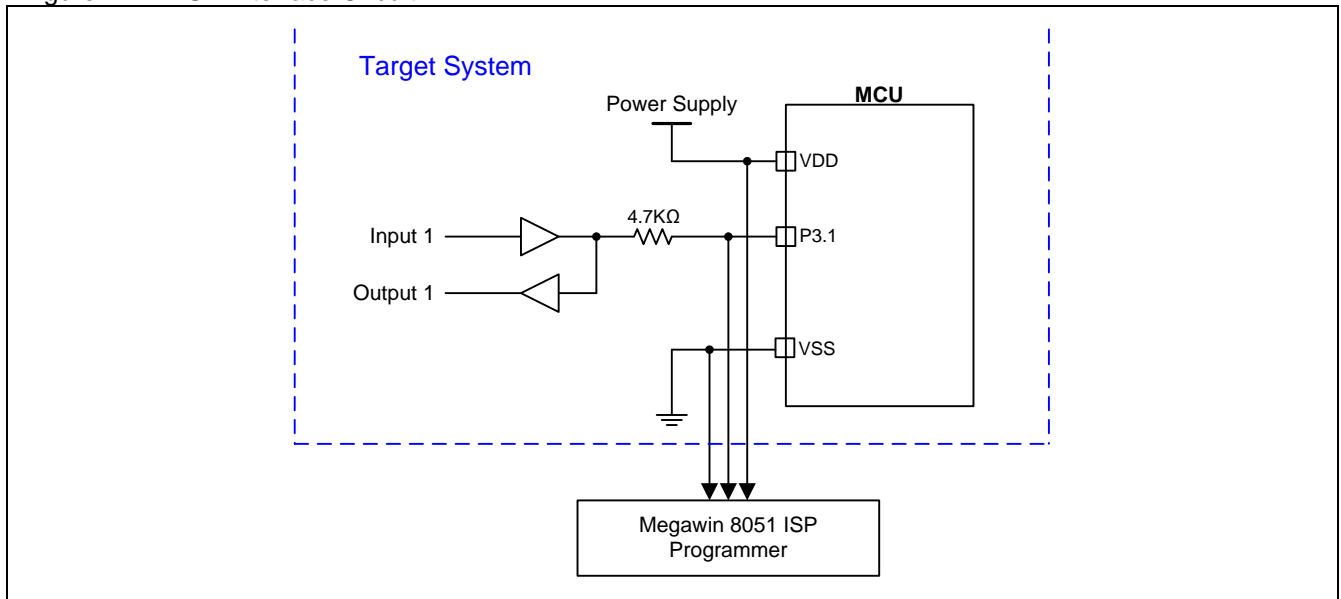 Target System
Power Supply
MCU
VDD
4.7KΩ
Input 1
P3.1
Output 1
VSS
Megawin 8051 ISP
Programmer